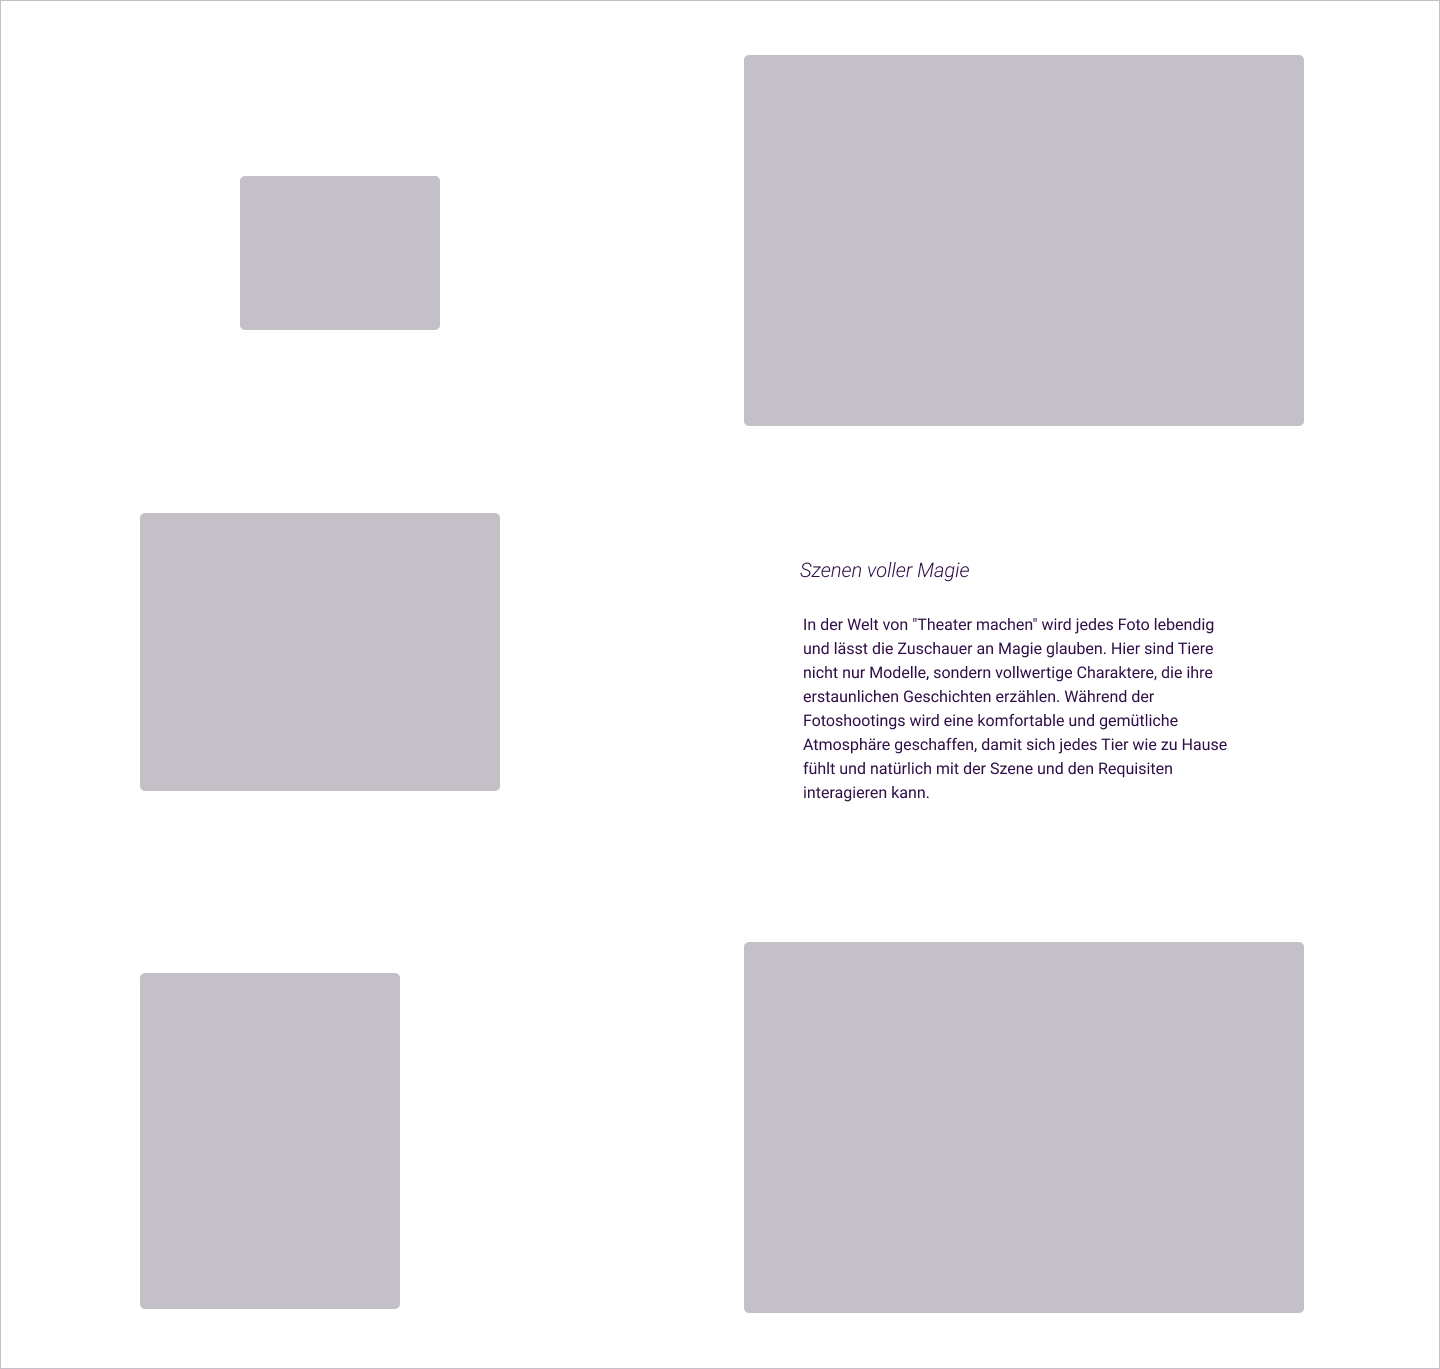 Szenen voller Magie
In der Welt von "Theater machen" wird jedes Foto lebendig
und lässt die Zuschauer an Magie glauben. Hier sind Tiere
nicht nur Modelle, sondern vollwertige Charaktere, die ihre
erstaunlichen Geschichten erzählen. Während der
Fotoshootings wird eine komfortable und gemütliche
Atmosphäre geschaffen, damit sich jedes Tier wie zu Hause
fühlt und natürlich mit der Szene und den Requisiten
interagieren kann.